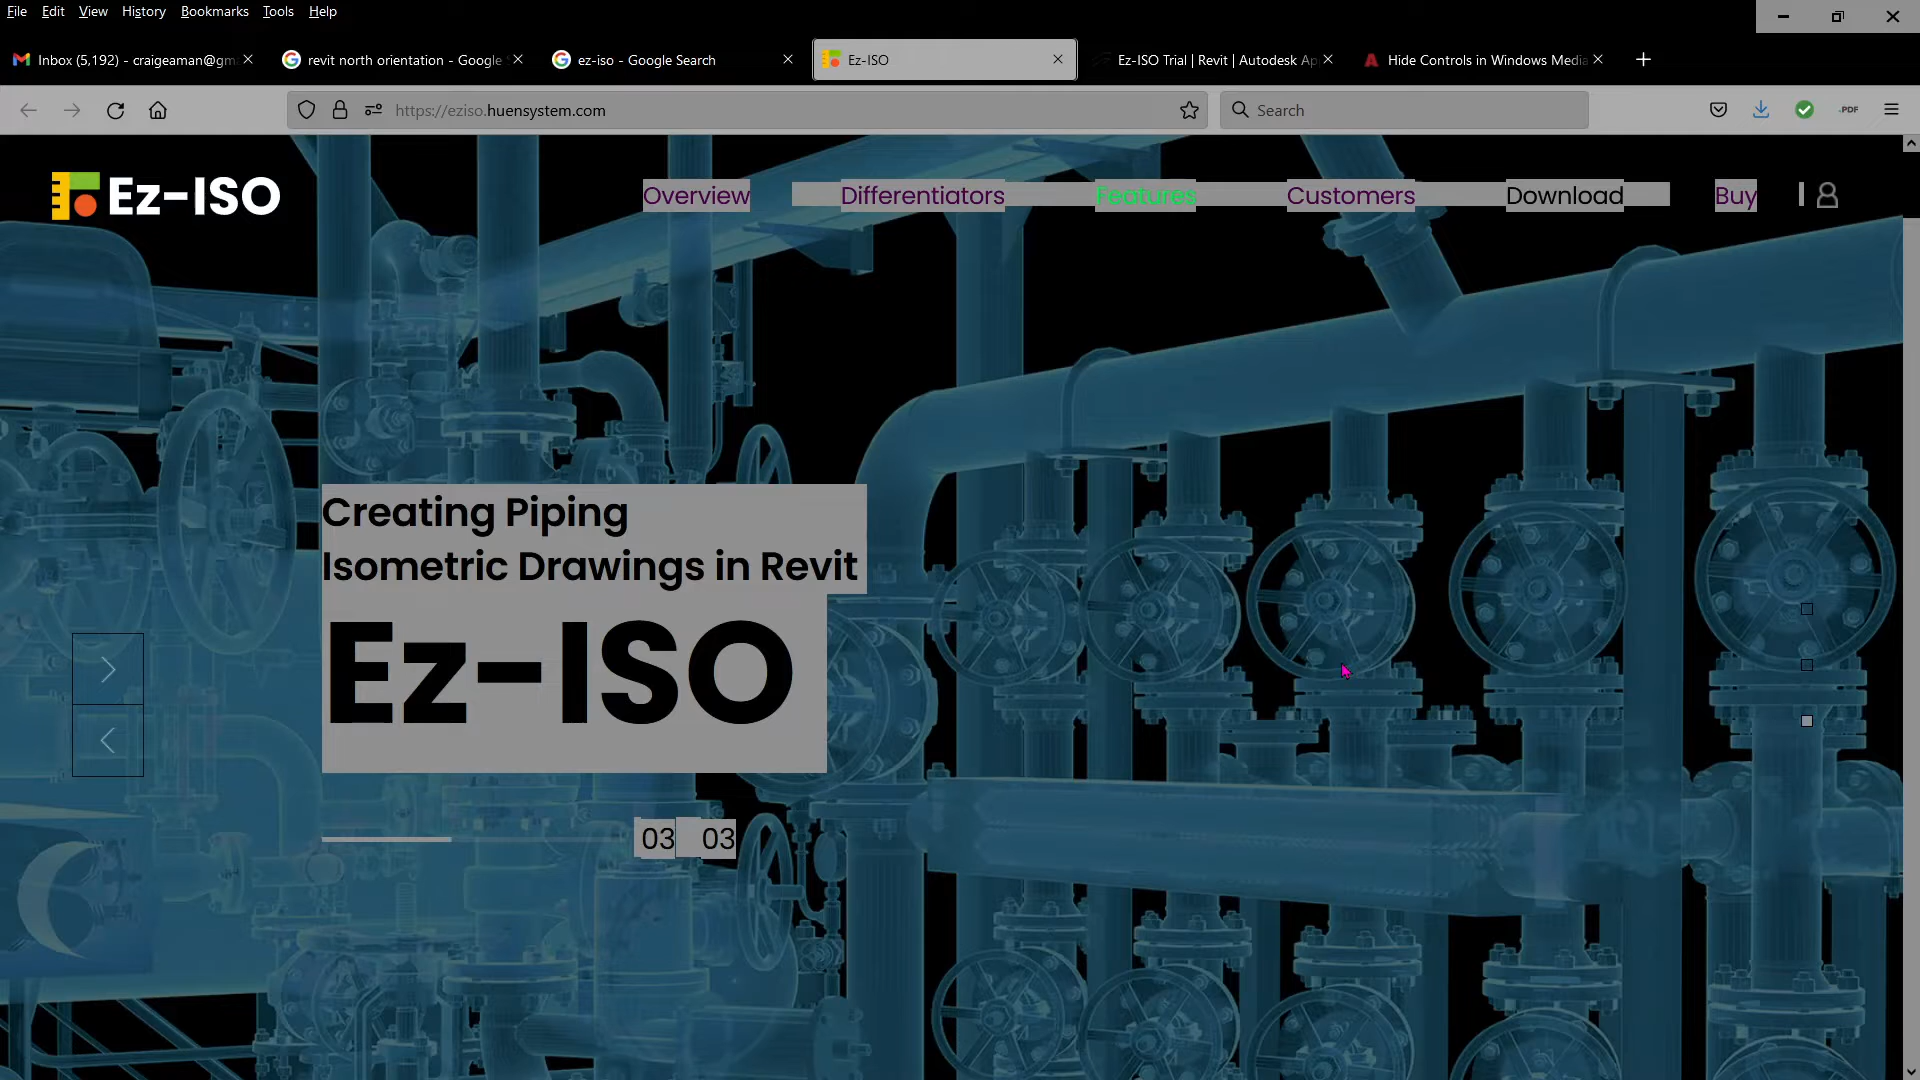 File Edit View History Bookmarks Tools Help
Inbox (5,192) - craigeaman@gm
revit north orientation - Google
ez-iso - Google Search
Ez-ISO
Ez-ISO Trial | Revit | Autodesk Ap
Hide Controls in Windows Media
https://eziso.huensystem.com
Search
PDF
Ez-ISO
Overview Differentiators Features Customers Download Buy
Creating Piping
Isometric Drawings in Revit
Ez-ISO
03 03